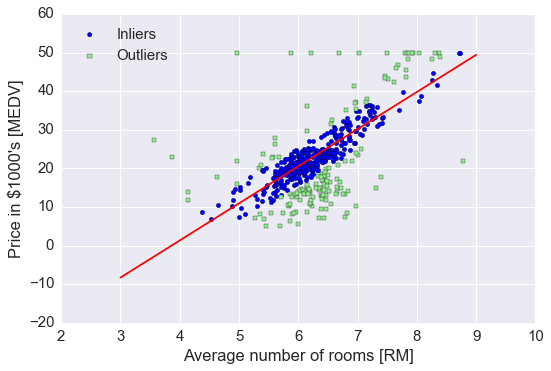 60
50
40
30
20
10
0
−10
−20
Price in $1000's [MEDV]
Inliers
Outliers
2 3 4 5 6 7 8 9 10
Average number of rooms [RM]